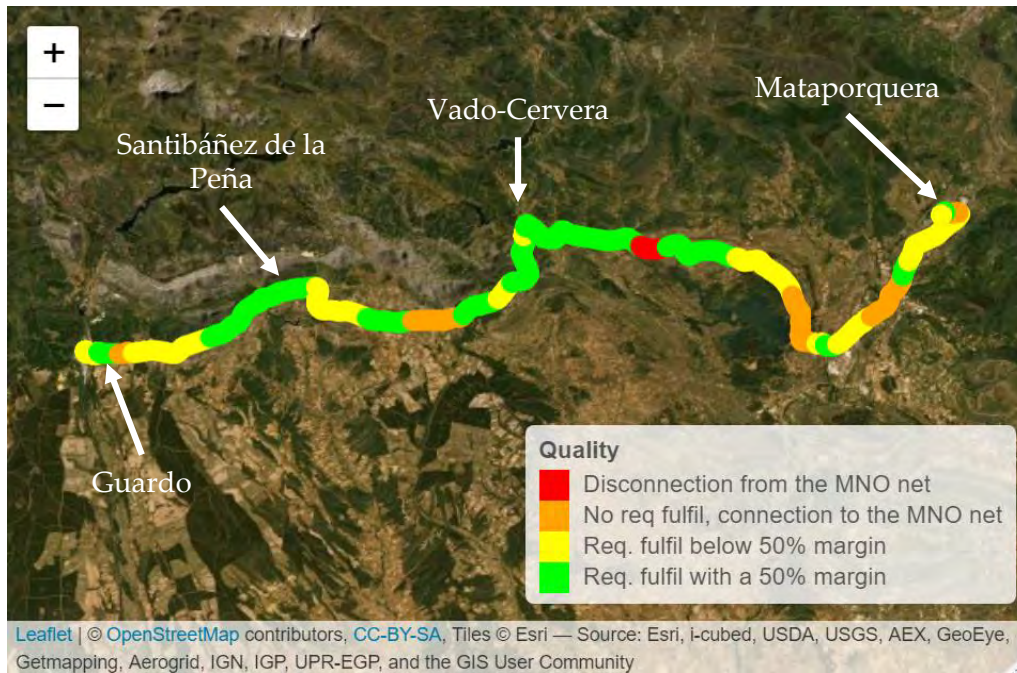 +
−
Santibáñez de la
Peña
Vado-Cervera
Mataporquera
Guardo
Quality
Disconnection from the MNO net
No req fulfil, connection to the MNO net
Req. fulfil below 50% margin
Req. fulfil with a 50% margin
Leaflet | © OpenStreetMap contributors, CC-BY-SA, Tiles © Esri — Source: Esri, i-cubed, USDA, USGS, AEX, GeoEye,
Getmapping, Aerogrid, IGN, IGP, UPR-EGP, and the GIS User Community